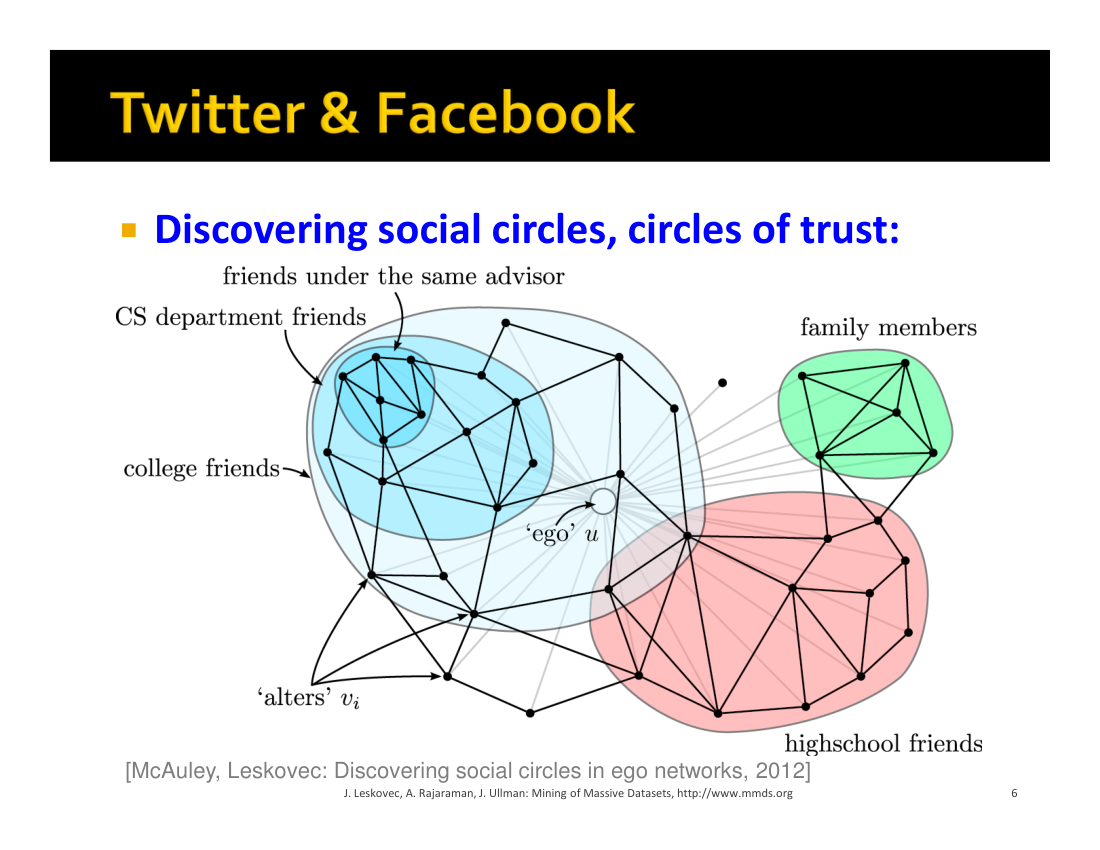 Twitter & Facebook
Discovering social circles, circles of trust:
friends under the same advisor
CS department friends
family members
college friends
‘ego’ u
‘alters’ vᵢ
highschool friends
[McAuley, Leskovec: Discovering social circles in ego networks, 2012]
J. Leskovec, A. Rajaraman, J. Ullman: Mining of Massive Datasets, http://www.mmds.org
6